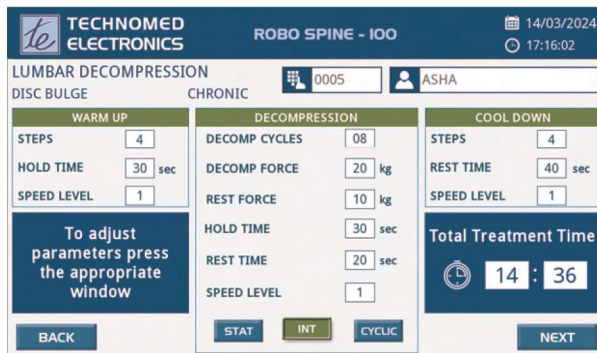 te TECHNOMED ELECTRONICS
ROBO SPINE - 100
14/03/2024
17:16:02
LUMBAR DECOMPRESSION
DISC BULGE CHRONIC
0005
ASHA
WARM UP
STEPS 4
HOLD TIME 30 sec
SPEED LEVEL 1
To adjust
parameters press
the appropriate
window
BACK
DECOMPRESSION
DECOMP CYCLES 08
DECOMP FORCE 20 kg
REST FORCE 10 kg
HOLD TIME 30 sec
REST TIME 20 sec
SPEED LEVEL 1
STAT INT CYCLIC
COOL DOWN
STEPS 4
REST TIME 40 sec
SPEED LEVEL 1
Total Treatment Time
14 : 36
NEXT